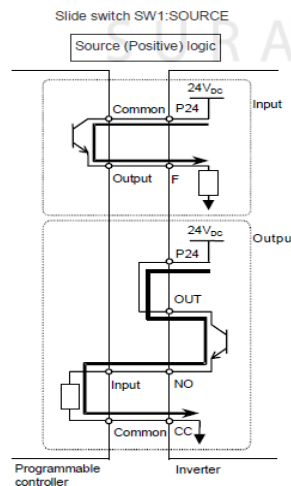 Slide switch SW1:SOURCE
SURA
Source (Positive) logic
24VDC
Common P24
Input
Output F
24VDC
P24
Outpu
OUT
Input NO
Common CC
Programmable
controller
Inverter